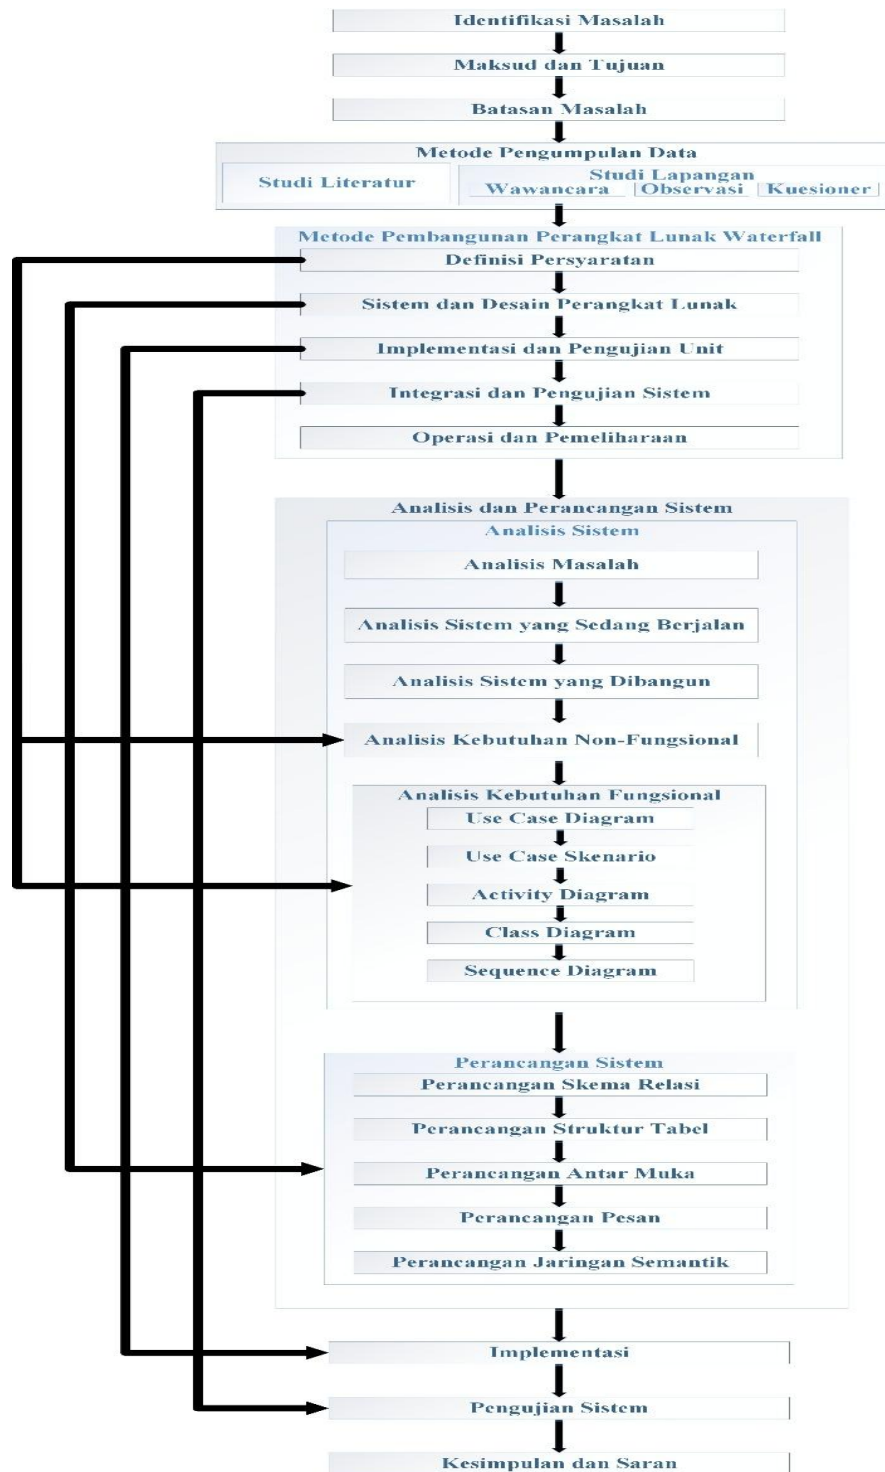 Identifikasi Masalah
Maksud dan Tujuan
Batasan Masalah
Metode Pengumpulan Data
Studi Literatur
Studi Lapangan
Wawancara
Observasi
Kuesioner
Metode Pembangunan Perangkat Lunak Waterfall
Definisi Persyaratan
Sistem dan Desain Perangkat Lunak
Implementasi dan Pengujian Unit
Integrasi dan Pengujian Sistem
Operasi dan Pemeliharaan
Analisis dan Perancangan Sistem
Analisis Sistem
Analisis Masalah
Analisis Sistem yang Sedang Berjalan
Analisis Sistem yang Dibangun
Analisis Kebutuhan Non-Fungsional
Analisis Kebutuhan Fungsional
Use Case Diagram
Use Case Skenario
Activity Diagram
Class Diagram
Sequence Diagram
Perancangan Sistem
Perancangan Skema Relasi
Perancangan Struktur Tabel
Perancangan Antar Muka
Perancangan Pesan
Perancangan Jaringan Semantik
Implementasi
Pengujian Sistem
Kesimpulan dan Saran